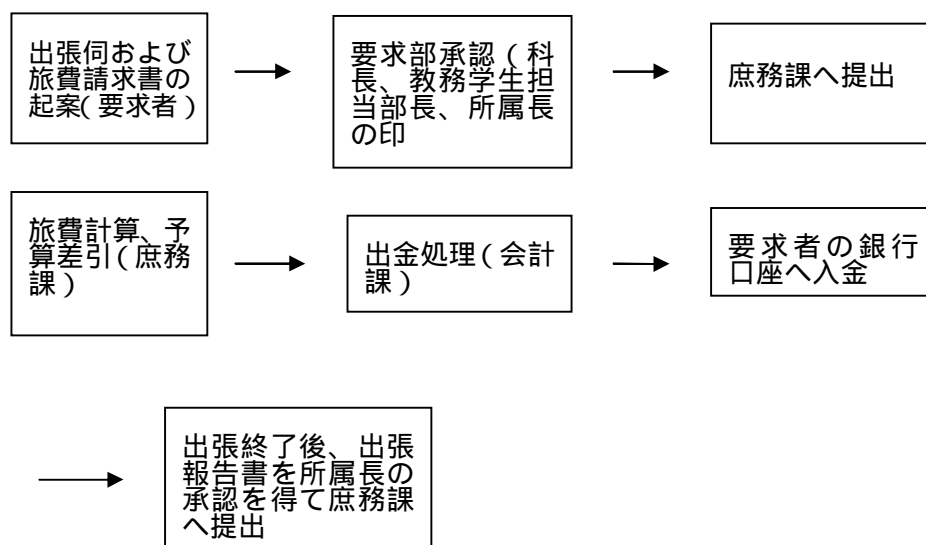 出張伺および
旅費請求書の
起案（要求者）
要求部承認（科
長、教務学生担
当部長、所属長
の印
庶務課へ提出
旅費計算、予
算差引（庶務
課）
出金処理（会計
課）
要求者の銀行
口座へ入金
出張終了後、出張
報告書を所属長の
承認を得て庶務課
へ提出